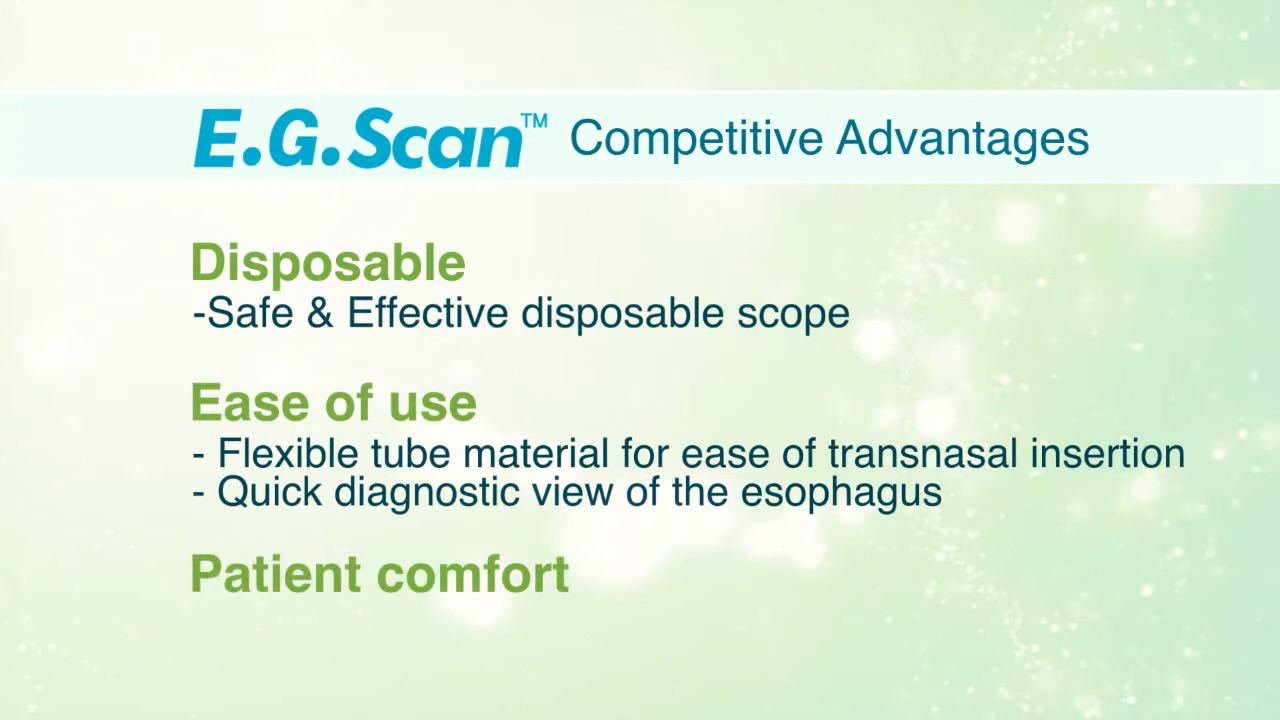 E.G.Scan™ Competitive Advantages
Disposable
-Safe & Effective disposable scope
Ease of use
- Flexible tube material for ease of transnasal insertion
- Quick diagnostic view of the esophagus
Patient comfort